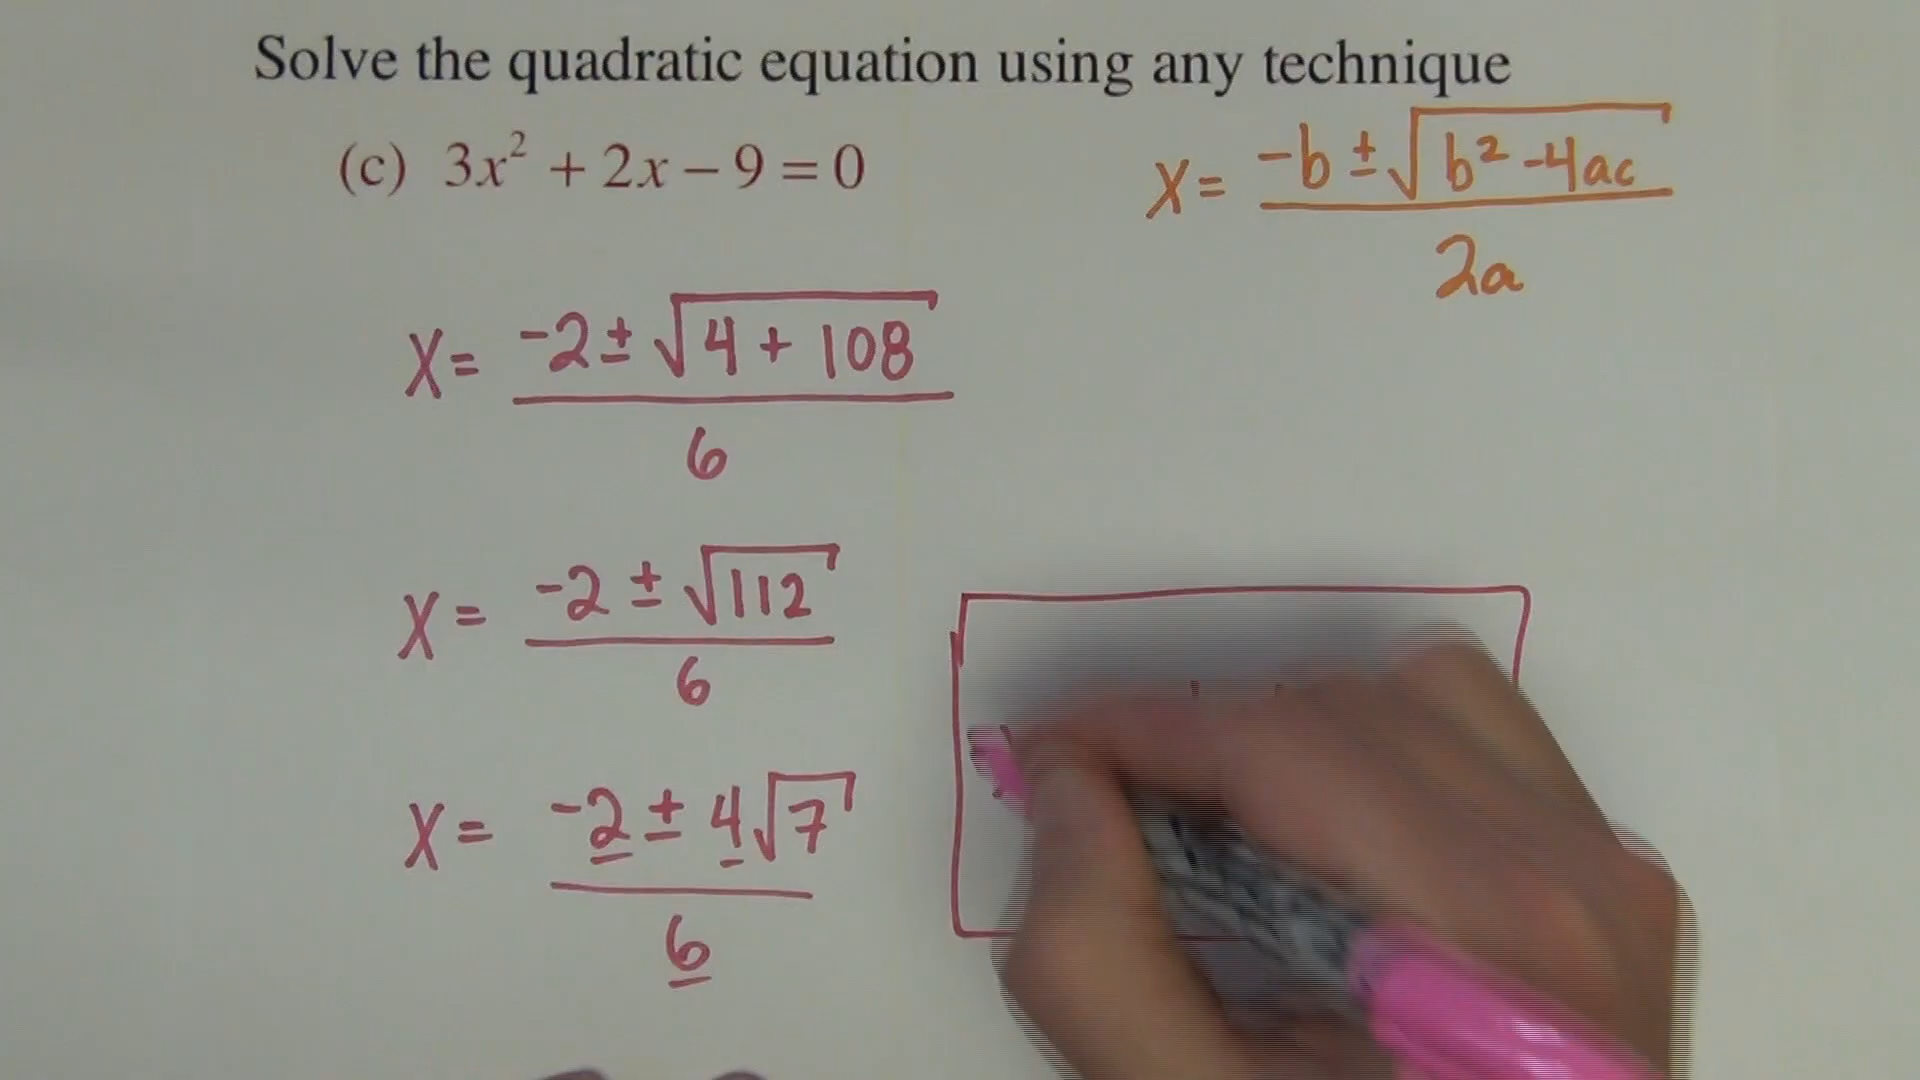 Solve the quadratic equation using any technique
(c) 3x² + 2x − 9 = 0
x = (-b ± √(b² - 4ac)) / 2a
x = (-2 ± √(4 + 108)) / 6
x = (-2 ± √112) / 6
x = (-2 ± 4√7) / 6